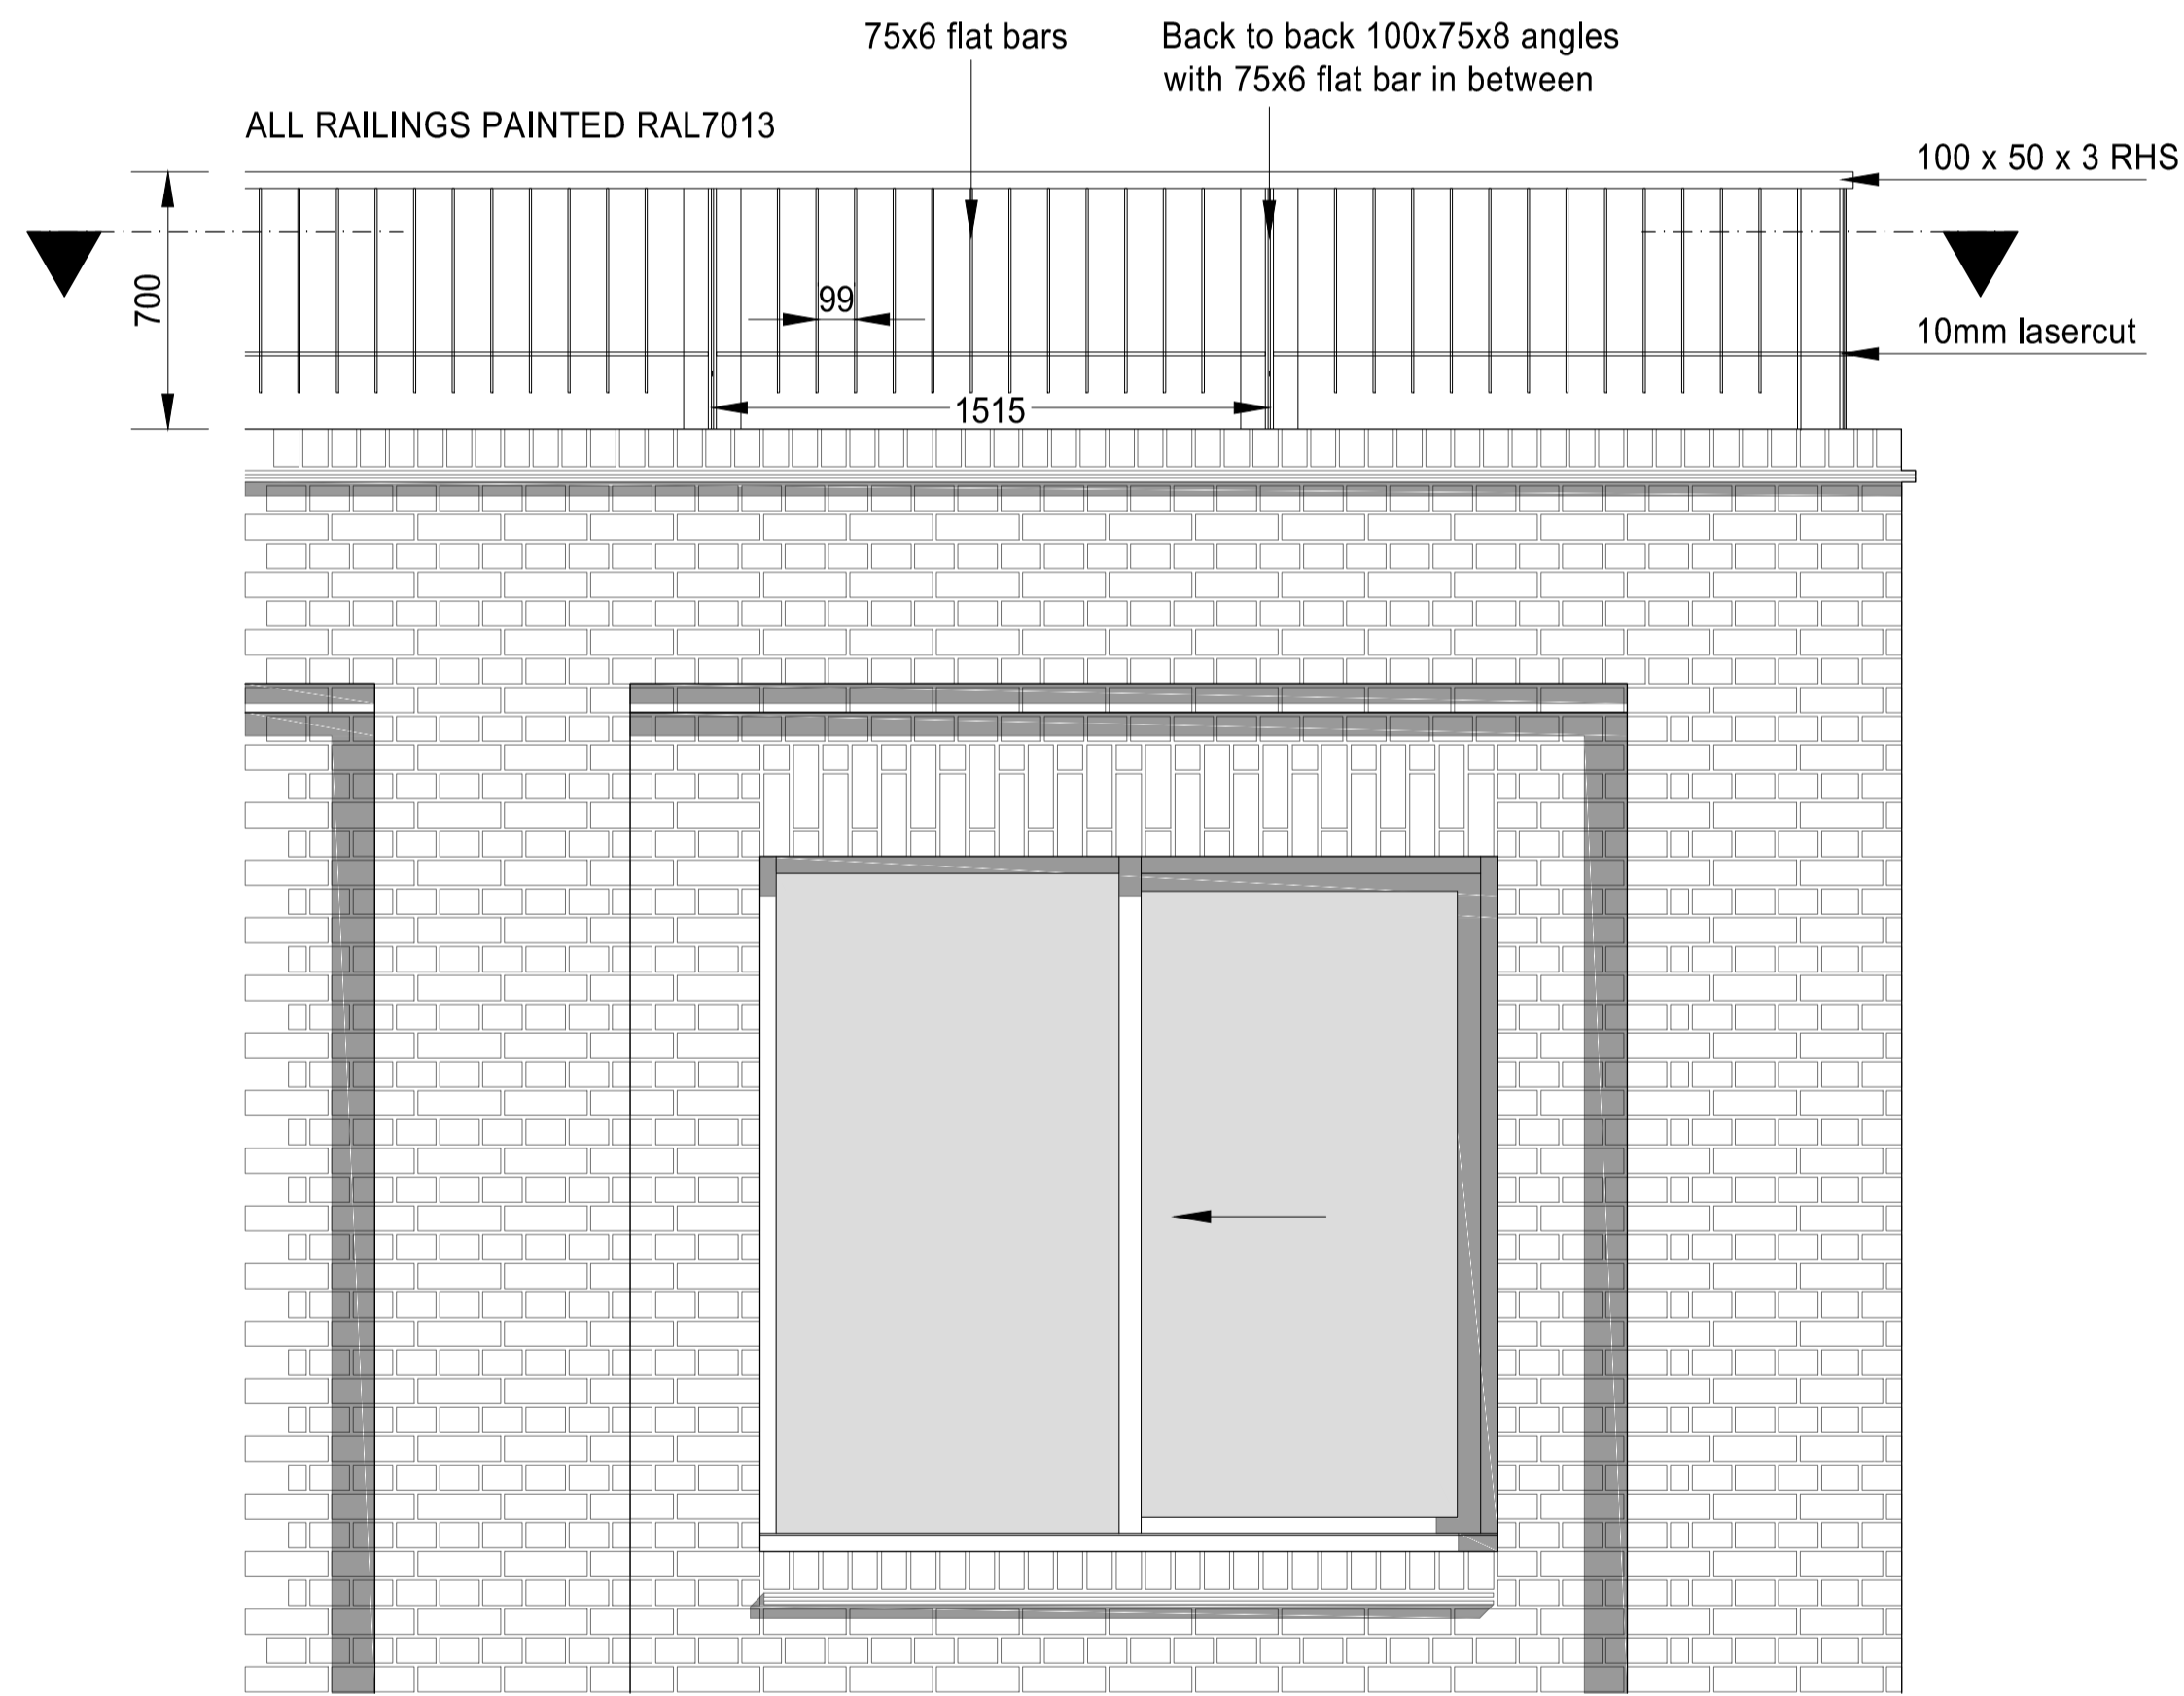 75x6 flat bars
Back to back 100x75x8 angles
with 75x6 flat bar in between
ALL RAILINGS PAINTED RAL7013
100 x 50 x 3 RHS
700
99
10mm lasercut
1515